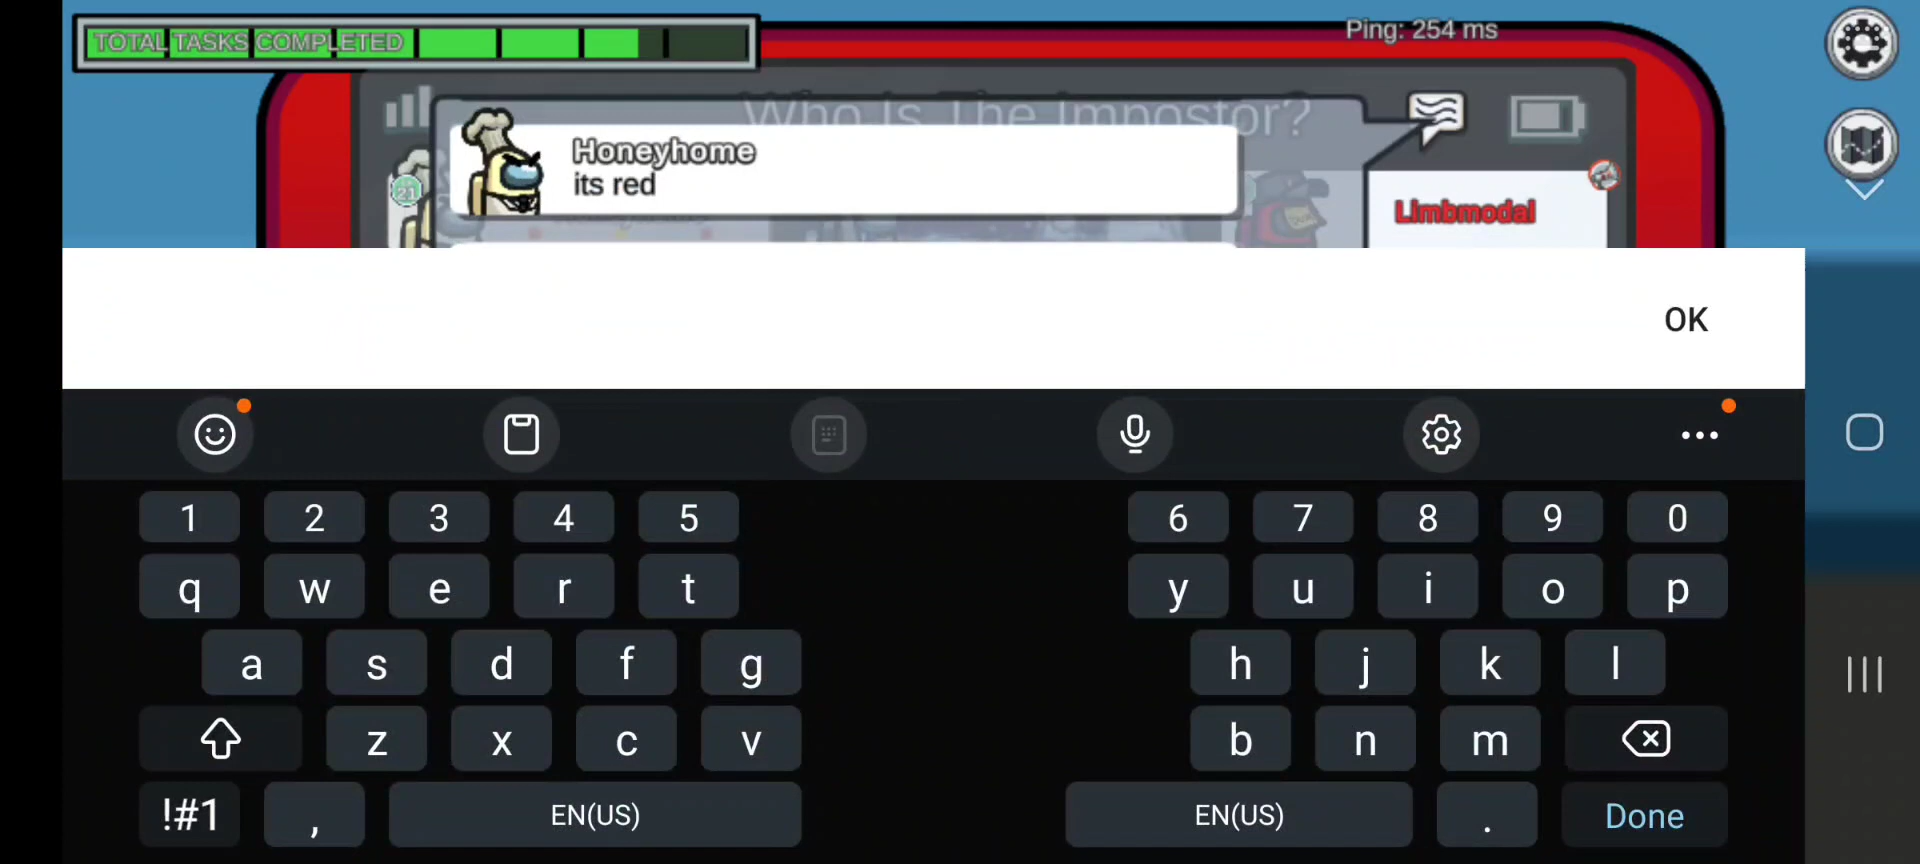 TOTAL TASKS COMPLETED
Ping: 254 ms
Who Is The Impostor?
Honeyhome
its red
21
Limbmodal
OK
1 2 3 4 5 6 7 8 9 0
q w e r t y u i o p
a s d f g h j k l
z x c v b n m
!#1 , EN(US) EN(US) . Done